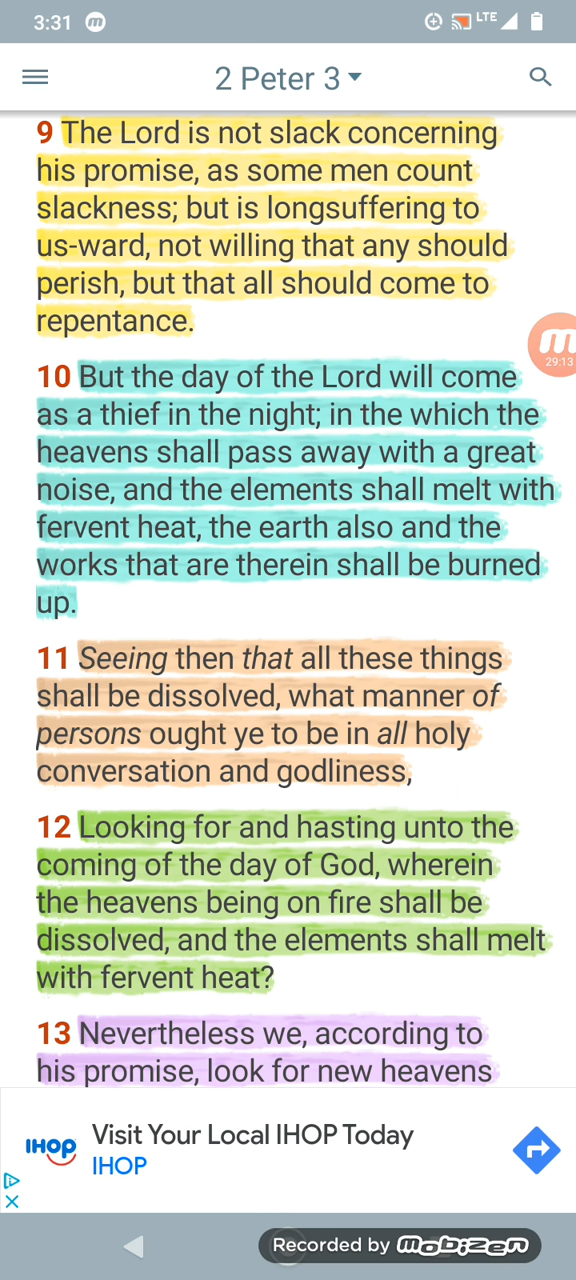 3:31 m LTE
2 Peter 3
9 The Lord is not slack concerning
his promise, as some men count
slackness; but is longsuffering to
us-ward, not willing that any should
perish, but that all should come to
repentance.
m
29:13
10 But the day of the Lord will come
as a thief in the night; in the which the
heavens shall pass away with a great
noise, and the elements shall melt with
fervent heat, the earth also and the
works that are therein shall be burned
up.
11 Seeing then that all these things
shall be dissolved, what manner of
persons ought ye to be in all holy
conversation and godliness,
12 Looking for and hasting unto the
coming of the day of God, wherein
the heavens being on fire shall be
dissolved, and the elements shall melt
with fervent heat?
13 Nevertheless we, according to
his promise, look for new heavens
IHOP
Visit Your Local IHOP Today
IHOP
Recorded by mobizen